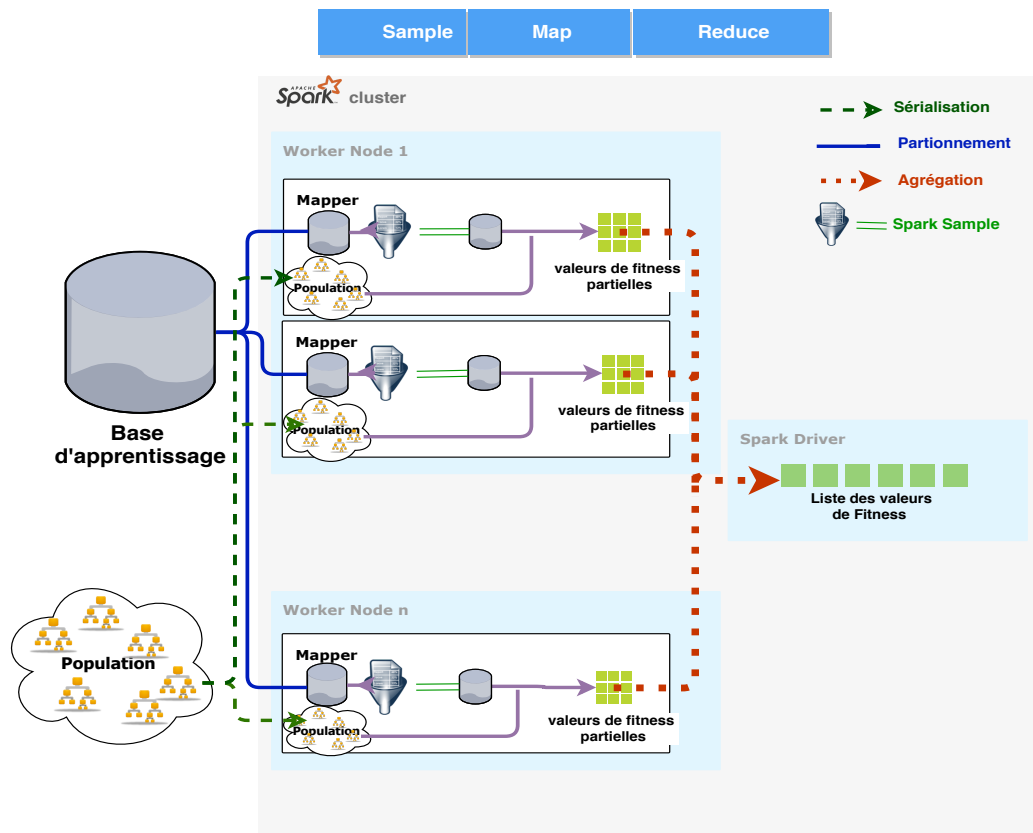 Sample
Map
Reduce
APACHE
Spark
cluster
Sérialisation
Partionnement
Agrégation
Spark Sample
Worker Node 1
Mapper
Population
valeurs de fitness
partielles
Mapper
Population
valeurs de fitness
partielles
Base
d'apprentissage
Spark Driver
Liste des valeurs
de Fitness
Worker Node n
Mapper
Population
valeurs de fitness
partielles
Population